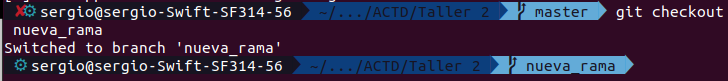 sergio@sergio-Swift-SF314-56 ~/.../ACTD/Taller 2 master git checkout
nueva_rama
Switched to branch 'nueva_rama'
sergio@sergio-Swift-SF314-56 ~/.../ACTD/Taller 2 nueva_rama